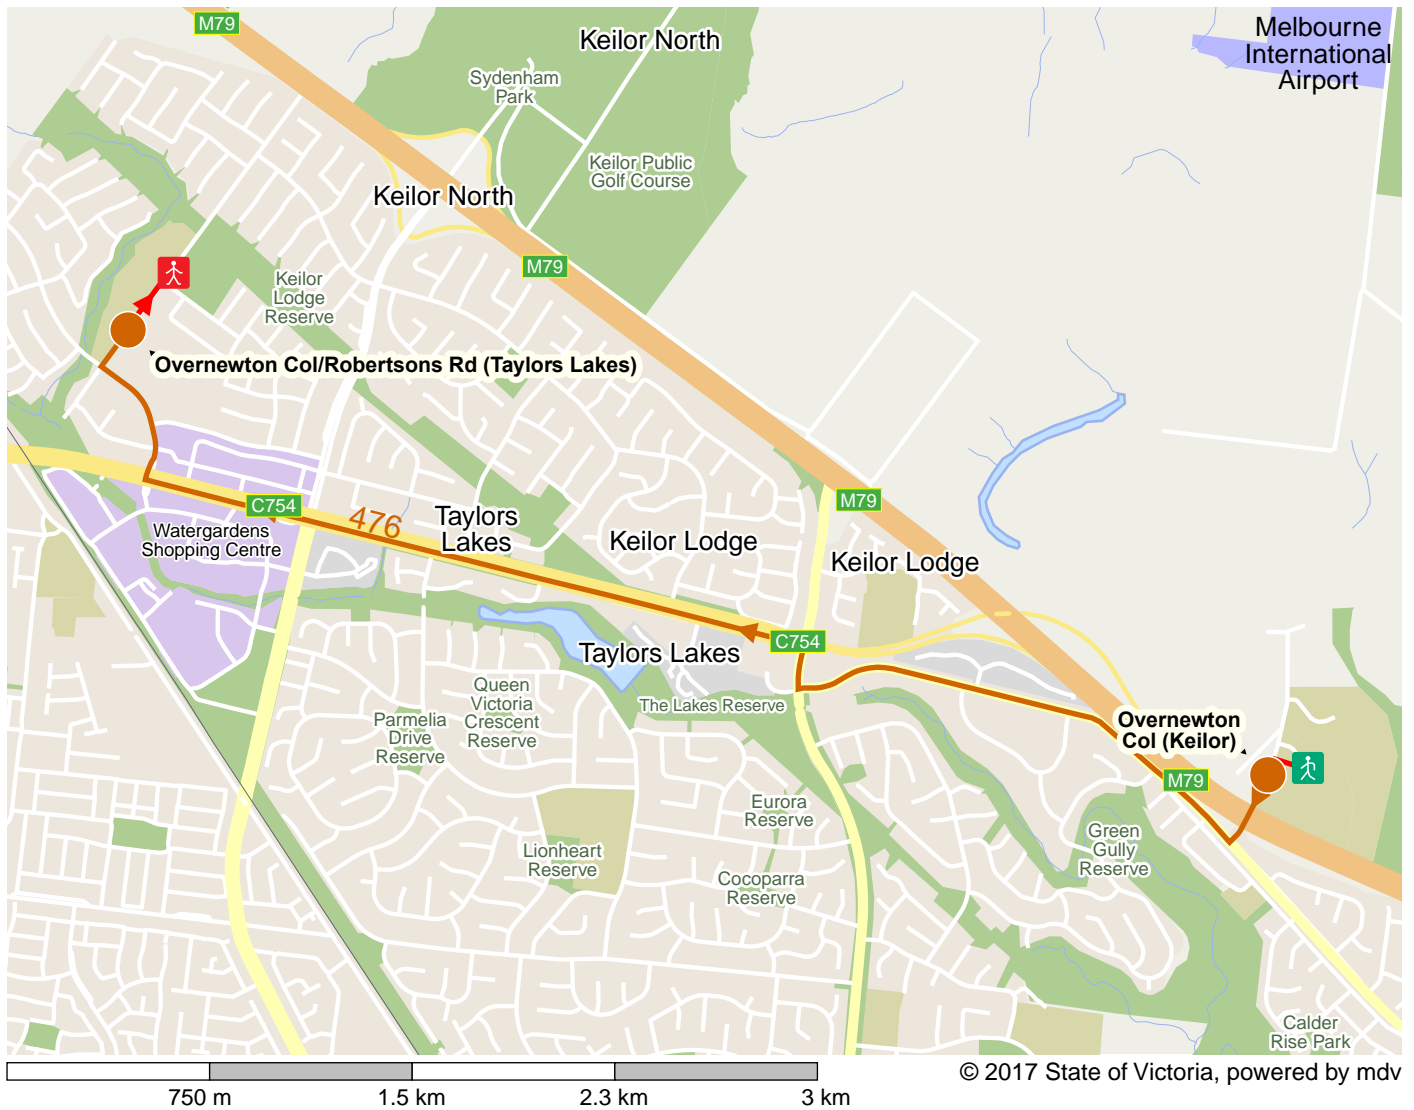 M79
Keilor North
Melbourne
International
Airport
Sydenham
Park
Keilor Public
Golf Course
Keilor North
M79
Keilor
Lodge
Reserve
Overnewton Col/Robertsons Rd (Taylors Lakes)
C754
476
Taylors
Lakes
M79
Watergardens
Shopping Centre
Keilor Lodge
Keilor Lodge
C754
Taylors Lakes
Queen
Victoria
Crescent
Reserve
The Lakes Reserve
Parmelia
Drive
Reserve
Overnewton
Col (Keilor)
M79
Eurora
Reserve
Green
Gully
Reserve
Lionheart
Reserve
Cocoparra
Reserve
Calder
Rise Park
750 m
1.5 km
2.3 km
3 km
© 2017 State of Victoria, powered by mdv